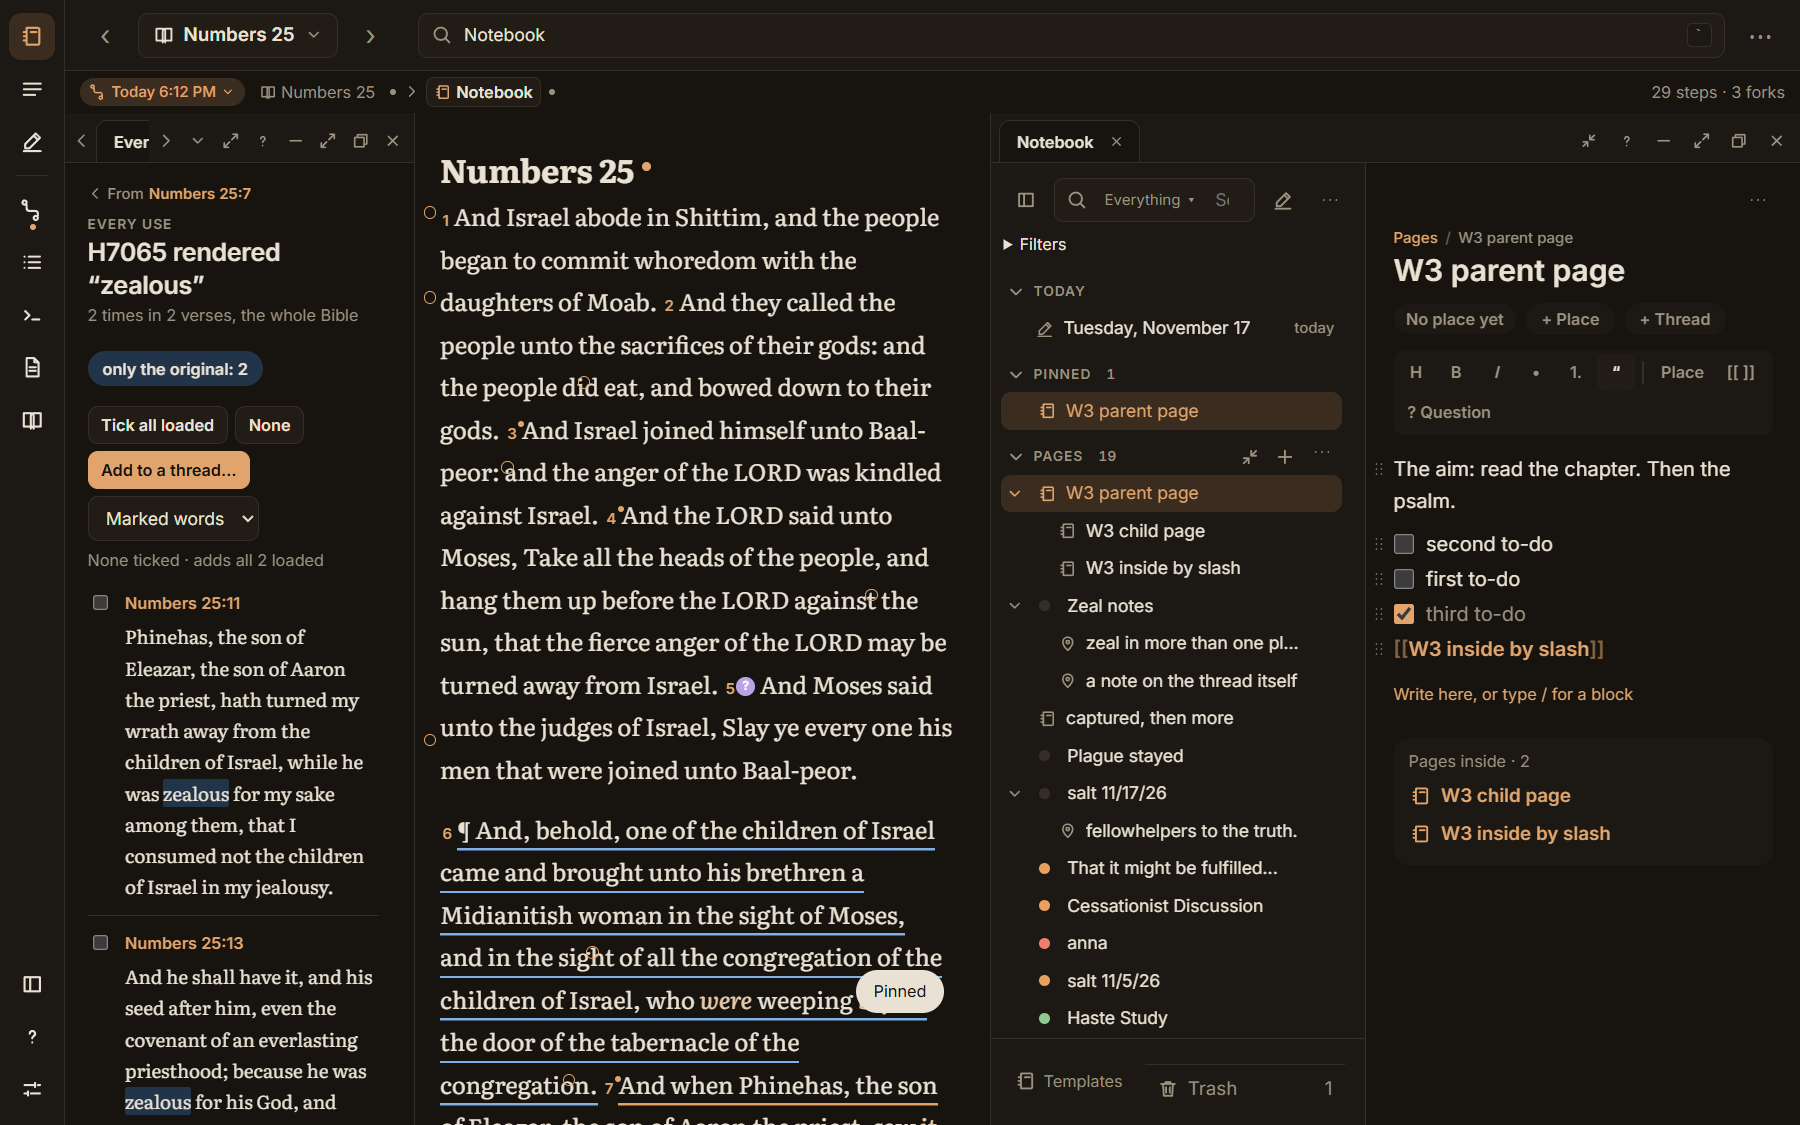 Numbers 25
Notebook
`
Today 6:12 PM
Numbers 25
Notebook
29 steps · 3 forks
Ever
?
From Numbers 25:7
EVERY USE
H7065 rendered
“zealous”
2 times in 2 verses, the whole Bible
only the original: 2
Tick all loaded
None
Add to a thread…
Marked words
None ticked · adds all 2 loaded
Numbers 25:11
Phinehas, the son of
Eleazar, the son of Aaron
the priest, hath turned my
wrath away from the
children of Israel, while he
was zealous for my sake
among them, that I
consumed not the children
of Israel in my jealousy.
Numbers 25:13
And he shall have it, and his
seed after him, even the
covenant of an everlasting
priesthood; because he was
zealous for his God, and
Numbers 25
1 And Israel abode in Shittim, and the people
began to commit whoredom with the
daughters of Moab. 2 And they called the
people unto the sacrifices of their gods: and
the people did eat, and bowed down to their
gods. 3 And Israel joined himself unto Baal-
peor: and the anger of the LORD was kindled
against Israel. 4 And the LORD said unto
Moses, Take all the heads of the people, and
hang them up before the LORD against the
sun, that the fierce anger of the LORD may be
turned away from Israel. 5 ? And Moses said
unto the judges of Israel, Slay ye every one his
men that were joined unto Baal-peor.
6 ¶ And, behold, one of the children of Israel
came and brought unto his brethren a
Midianitish woman in the sight of Moses,
and in the sight of all the congregation of the
children of Israel, who were weeping
Pinned
the door of the tabernacle of the
congregation. 7 And when Phinehas, the son
of Eleazar, the son of Aaron the priest, saw it
Notebook
?
Everything
Filters
TODAY
Tuesday, November 17 today
PINNED 1
W3 parent page
PAGES 19
W3 parent page
W3 child page
W3 inside by slash
Zeal notes
zeal in more than one pl...
a note on the thread itself
captured, then more
Plague stayed
salt 11/17/26
fellowhelpers to the truth.
That it might be fulfilled...
Cessationist Discussion
anna
salt 11/5/26
Haste Study
Templates
Trash 1
Pages / W3 parent page
W3 parent page
No place yet
+ Place
+ Thread
H B I • 1. “ Place [[ ]]
? Question
The aim: read the chapter. Then the
psalm.
second to-do
first to-do
third to-do
[[W3 inside by slash]]
Write here, or type / for a block
Pages inside · 2
W3 child page
W3 inside by slash
?